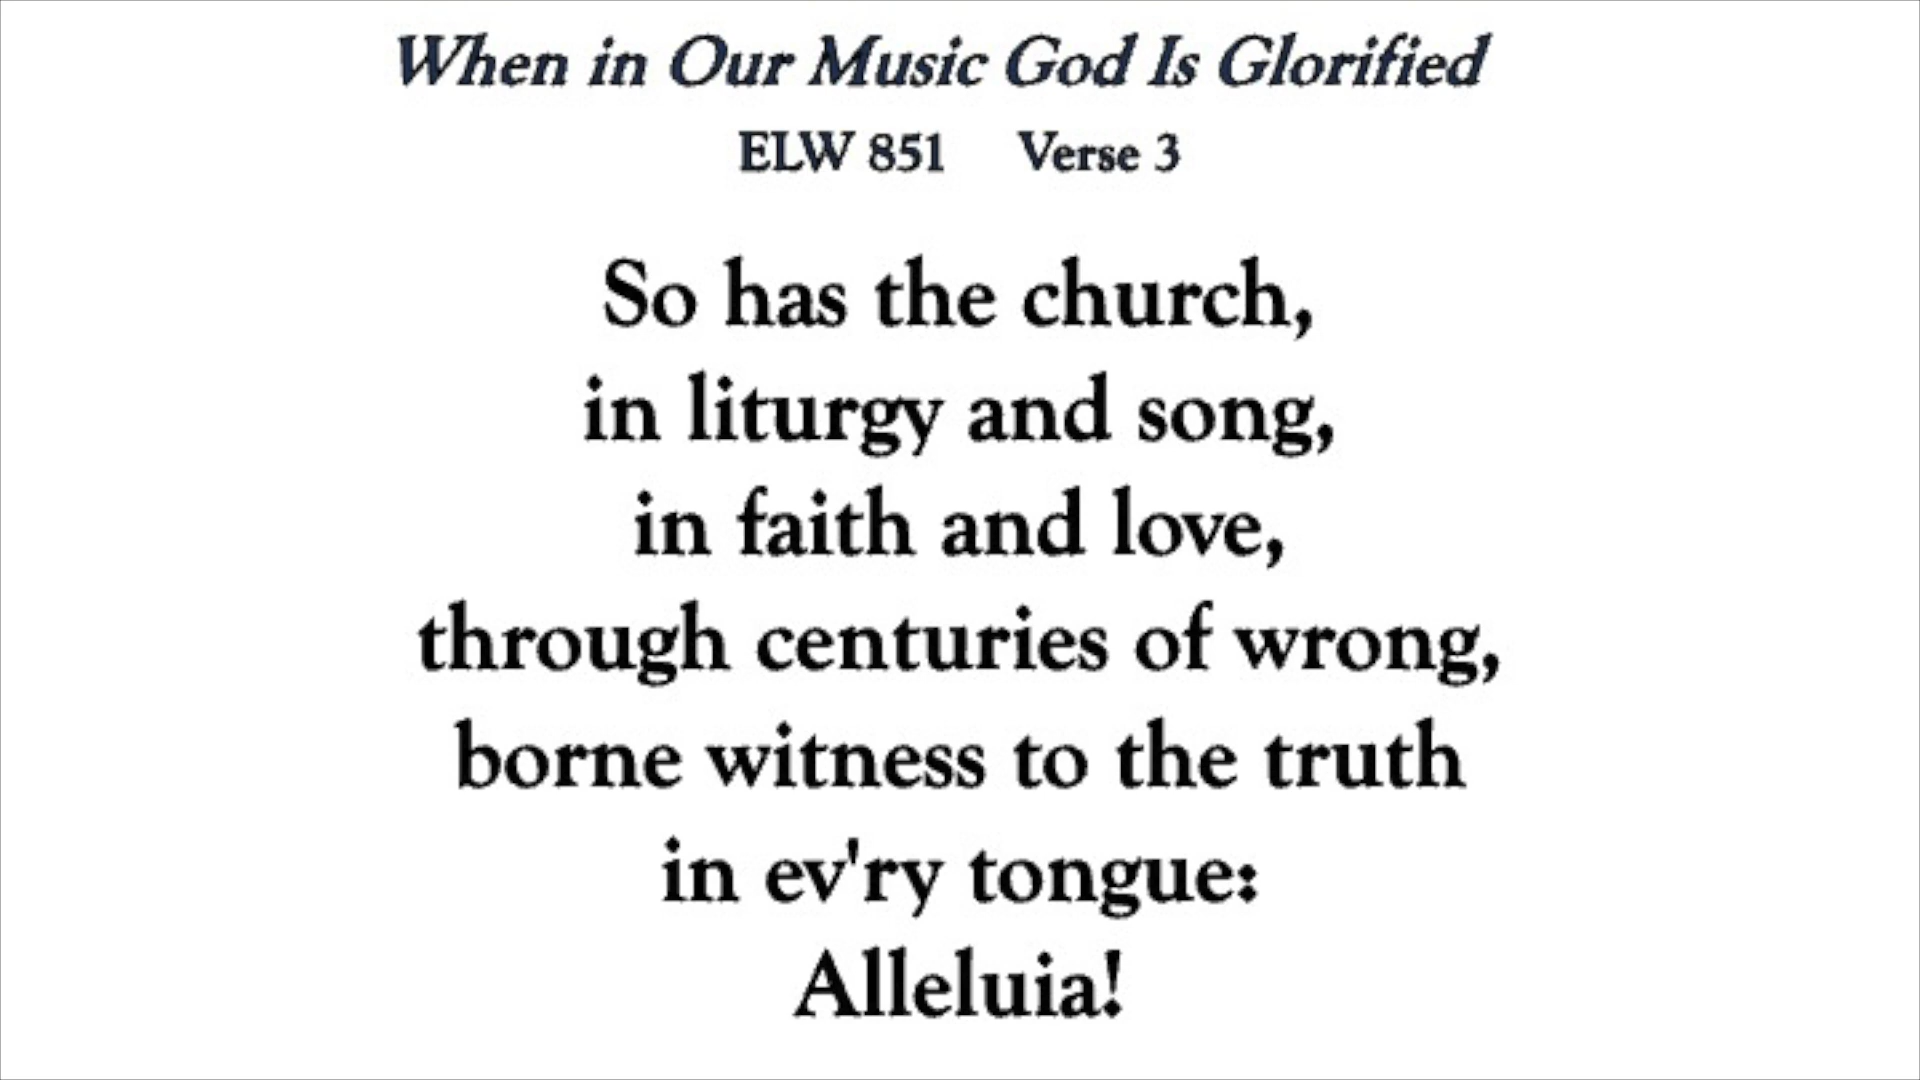 When in Our Music God Is Glorified
ELW 851 Verse 3
So has the church,
in liturgy and song,
in faith and love,
through centuries of wrong,
borne witness to the truth
in ev'ry tongue:
Alleluia!